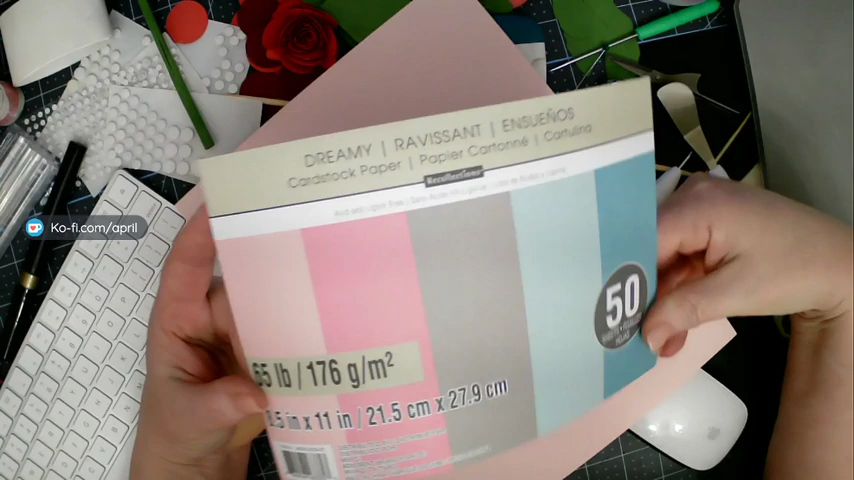 DREAMY | RAVISSANT | ENSUEÑOS
Cardstock Paper | Papier Cartonné | Cartulina
Recollections
Ko-fi.com/april
50
65 lb / 176 g/m²
8.5 in x 11 in / 21.5 cm x 27.9 cm